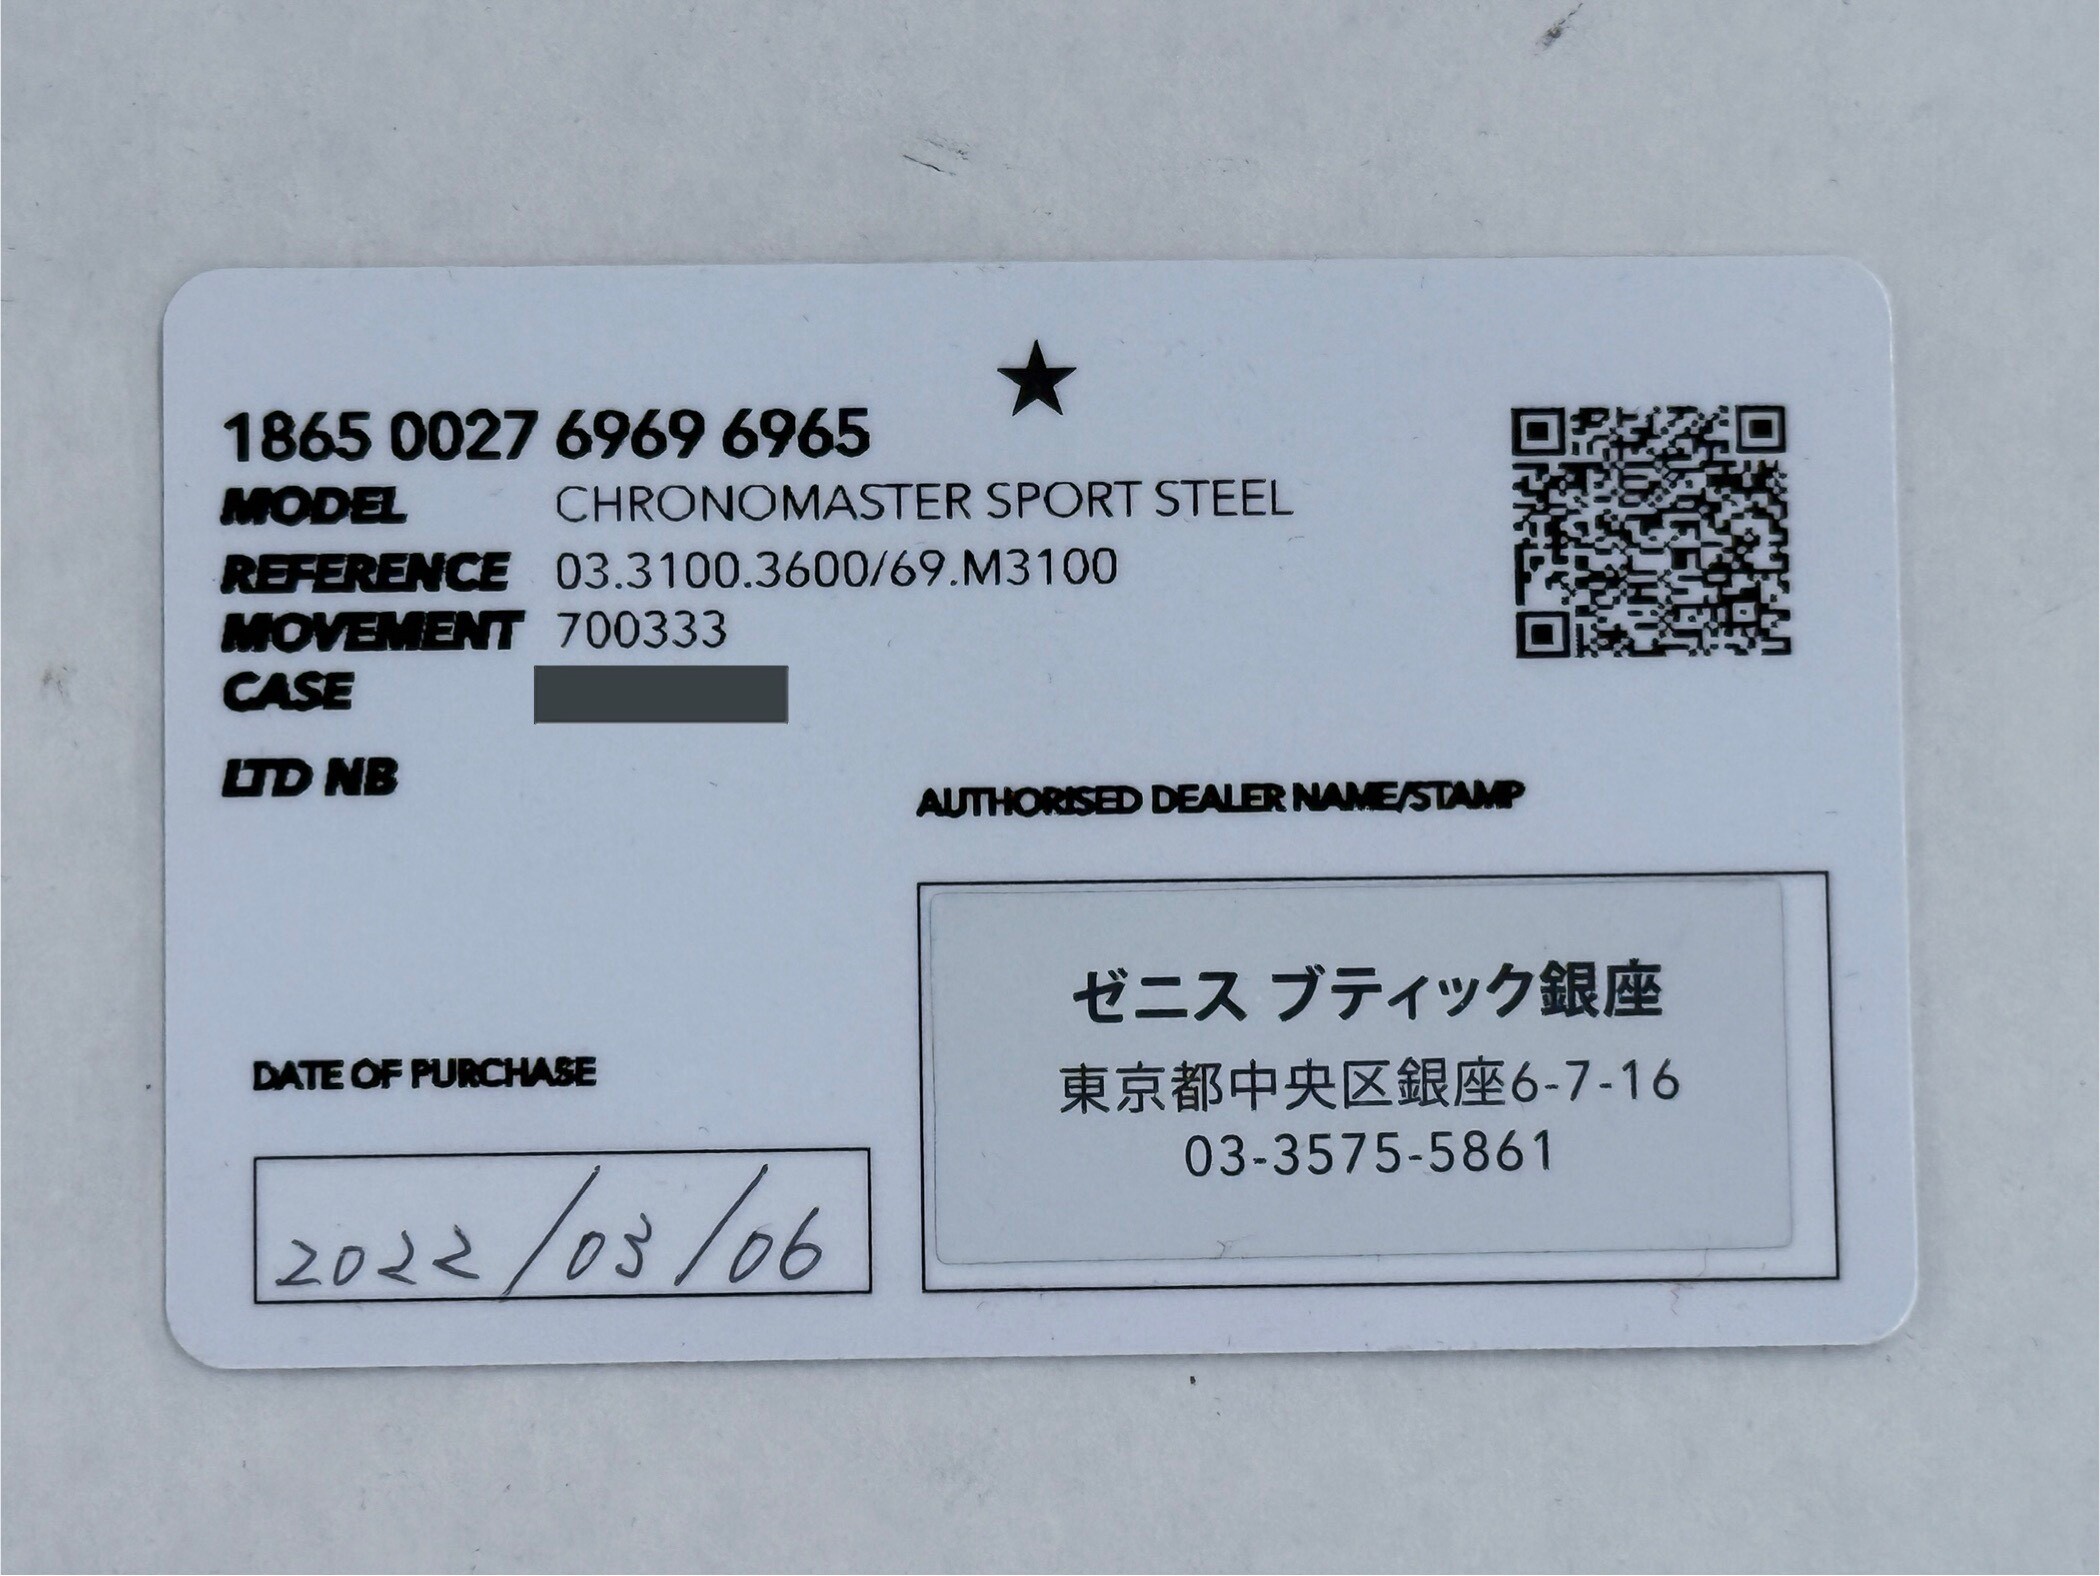 1865 0027 6969 6965
MODEL CHRONOMASTER SPORT STEEL
REFERENCE 03.3100.3600/69.M3100
MOVEMENT 700333
CASE
LTD NB
AUTHORISED DEALER NAME/STAMP
ゼニス ブティック銀座
東京都中央区銀座6-7-16
03-3575-5861
DATE OF PURCHASE
2022/03/06